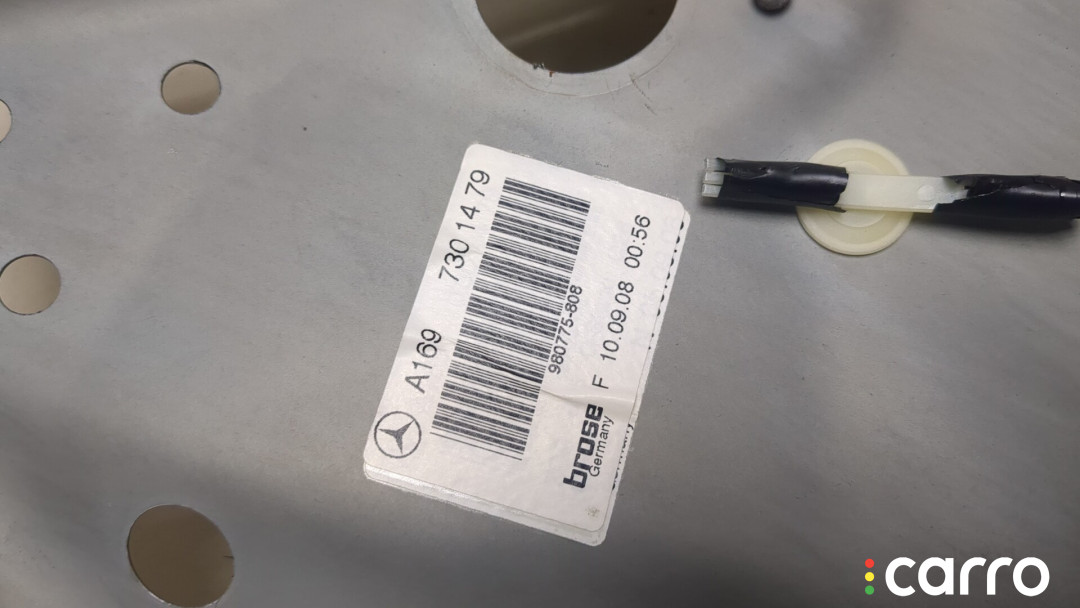 A169 730 14 79
980775-808
brose F 10.09.08 00:56
Germany
carro